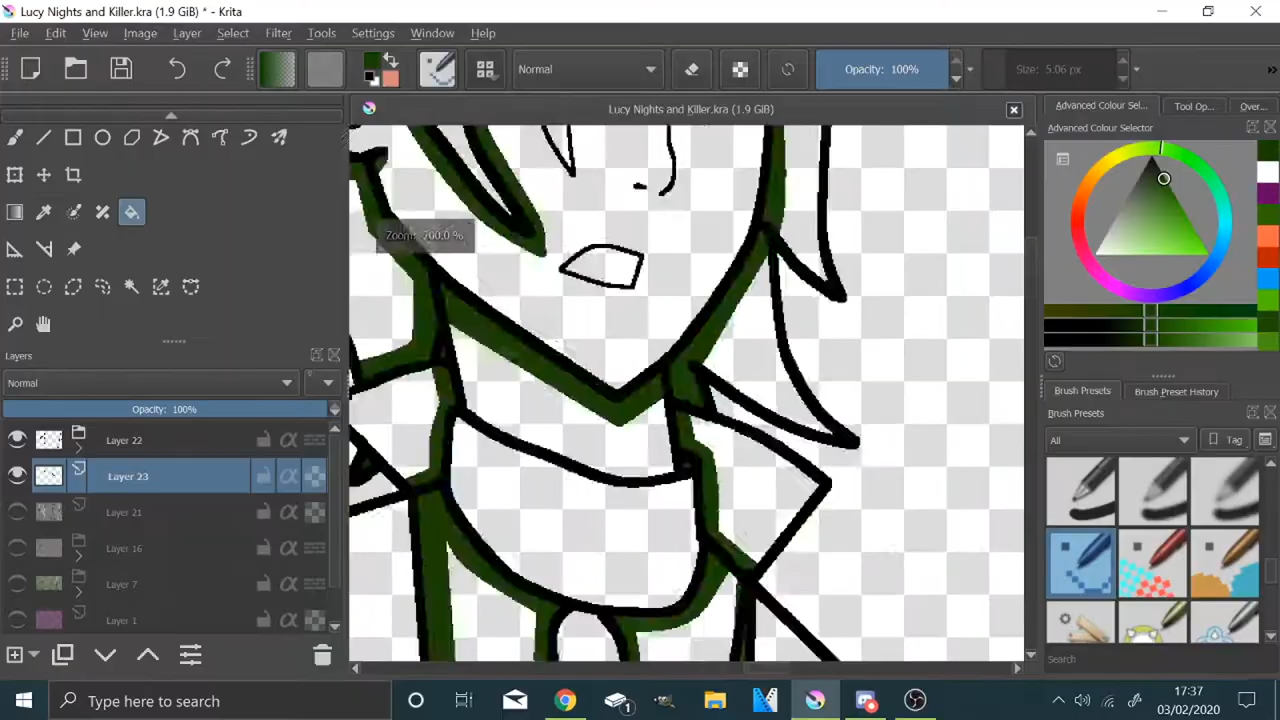 Lucy Nights and Killer.kra (1.9 GiB) * - Krita
File Edit View Image Layer Select Filter Tools Settings Window Help
Normal
Opacity: 100%
Size: 5.06 px
»
Lucy Nights and Killer.kra (1.9 GiB)
Advanced Colour Sel... Tool Op... Over...
Advanced Colour Selector
Zoom: 200.0 %
Layers
Normal
Opacity: 100%
Layer 22
Layer 23
Layer 21
Layer 16
Layer 7
Layer 1
Brush Presets Brush Preset History
Brush Presets
All
Tag
Search
Type here to search
1
17:37
03/02/2020